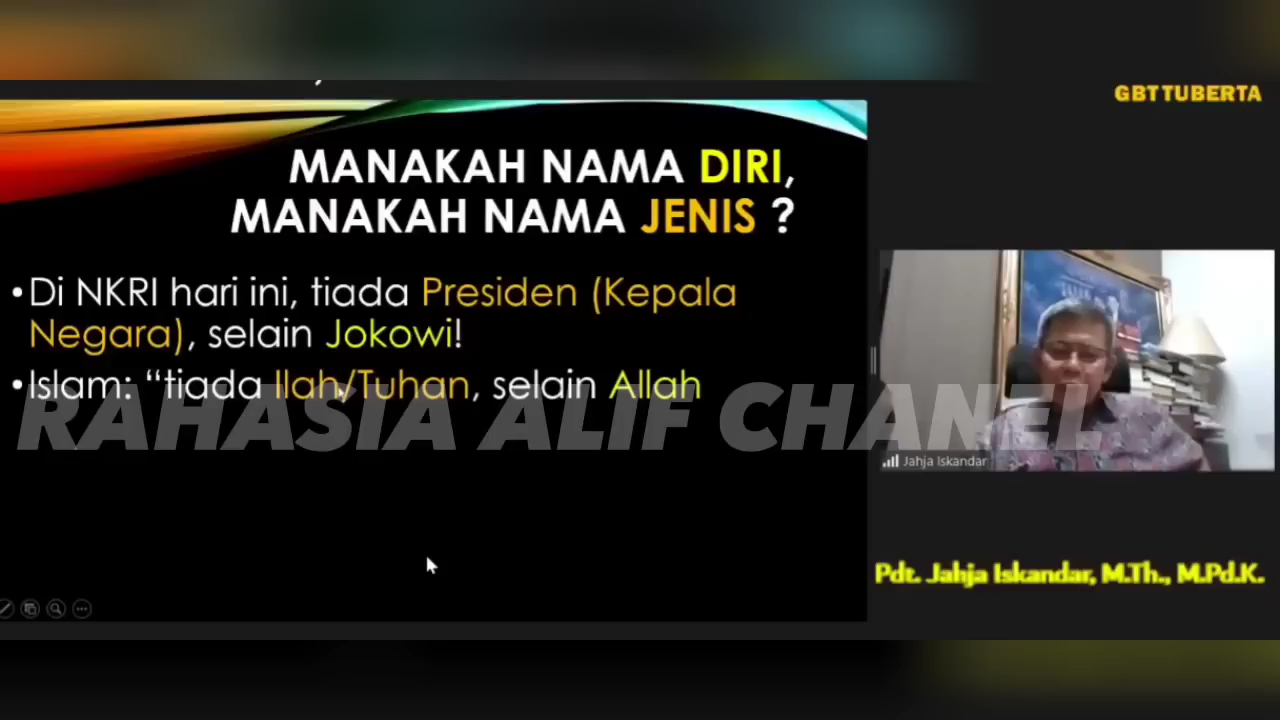 GBT TUBERTA
MANAKAH NAMA DIRI,
MANAKAH NAMA JENIS ?
•Di NKRI hari ini, tiada Presiden (Kepala
Negara), selain Jokowi!
•Islam: “tiada Ilah/Tuhan, selain Allah
RAHASIA ALIF CHANEL
Jahja Iskandar
Pdt. Jahja Iskandar, M.Th., M.Pd.K.